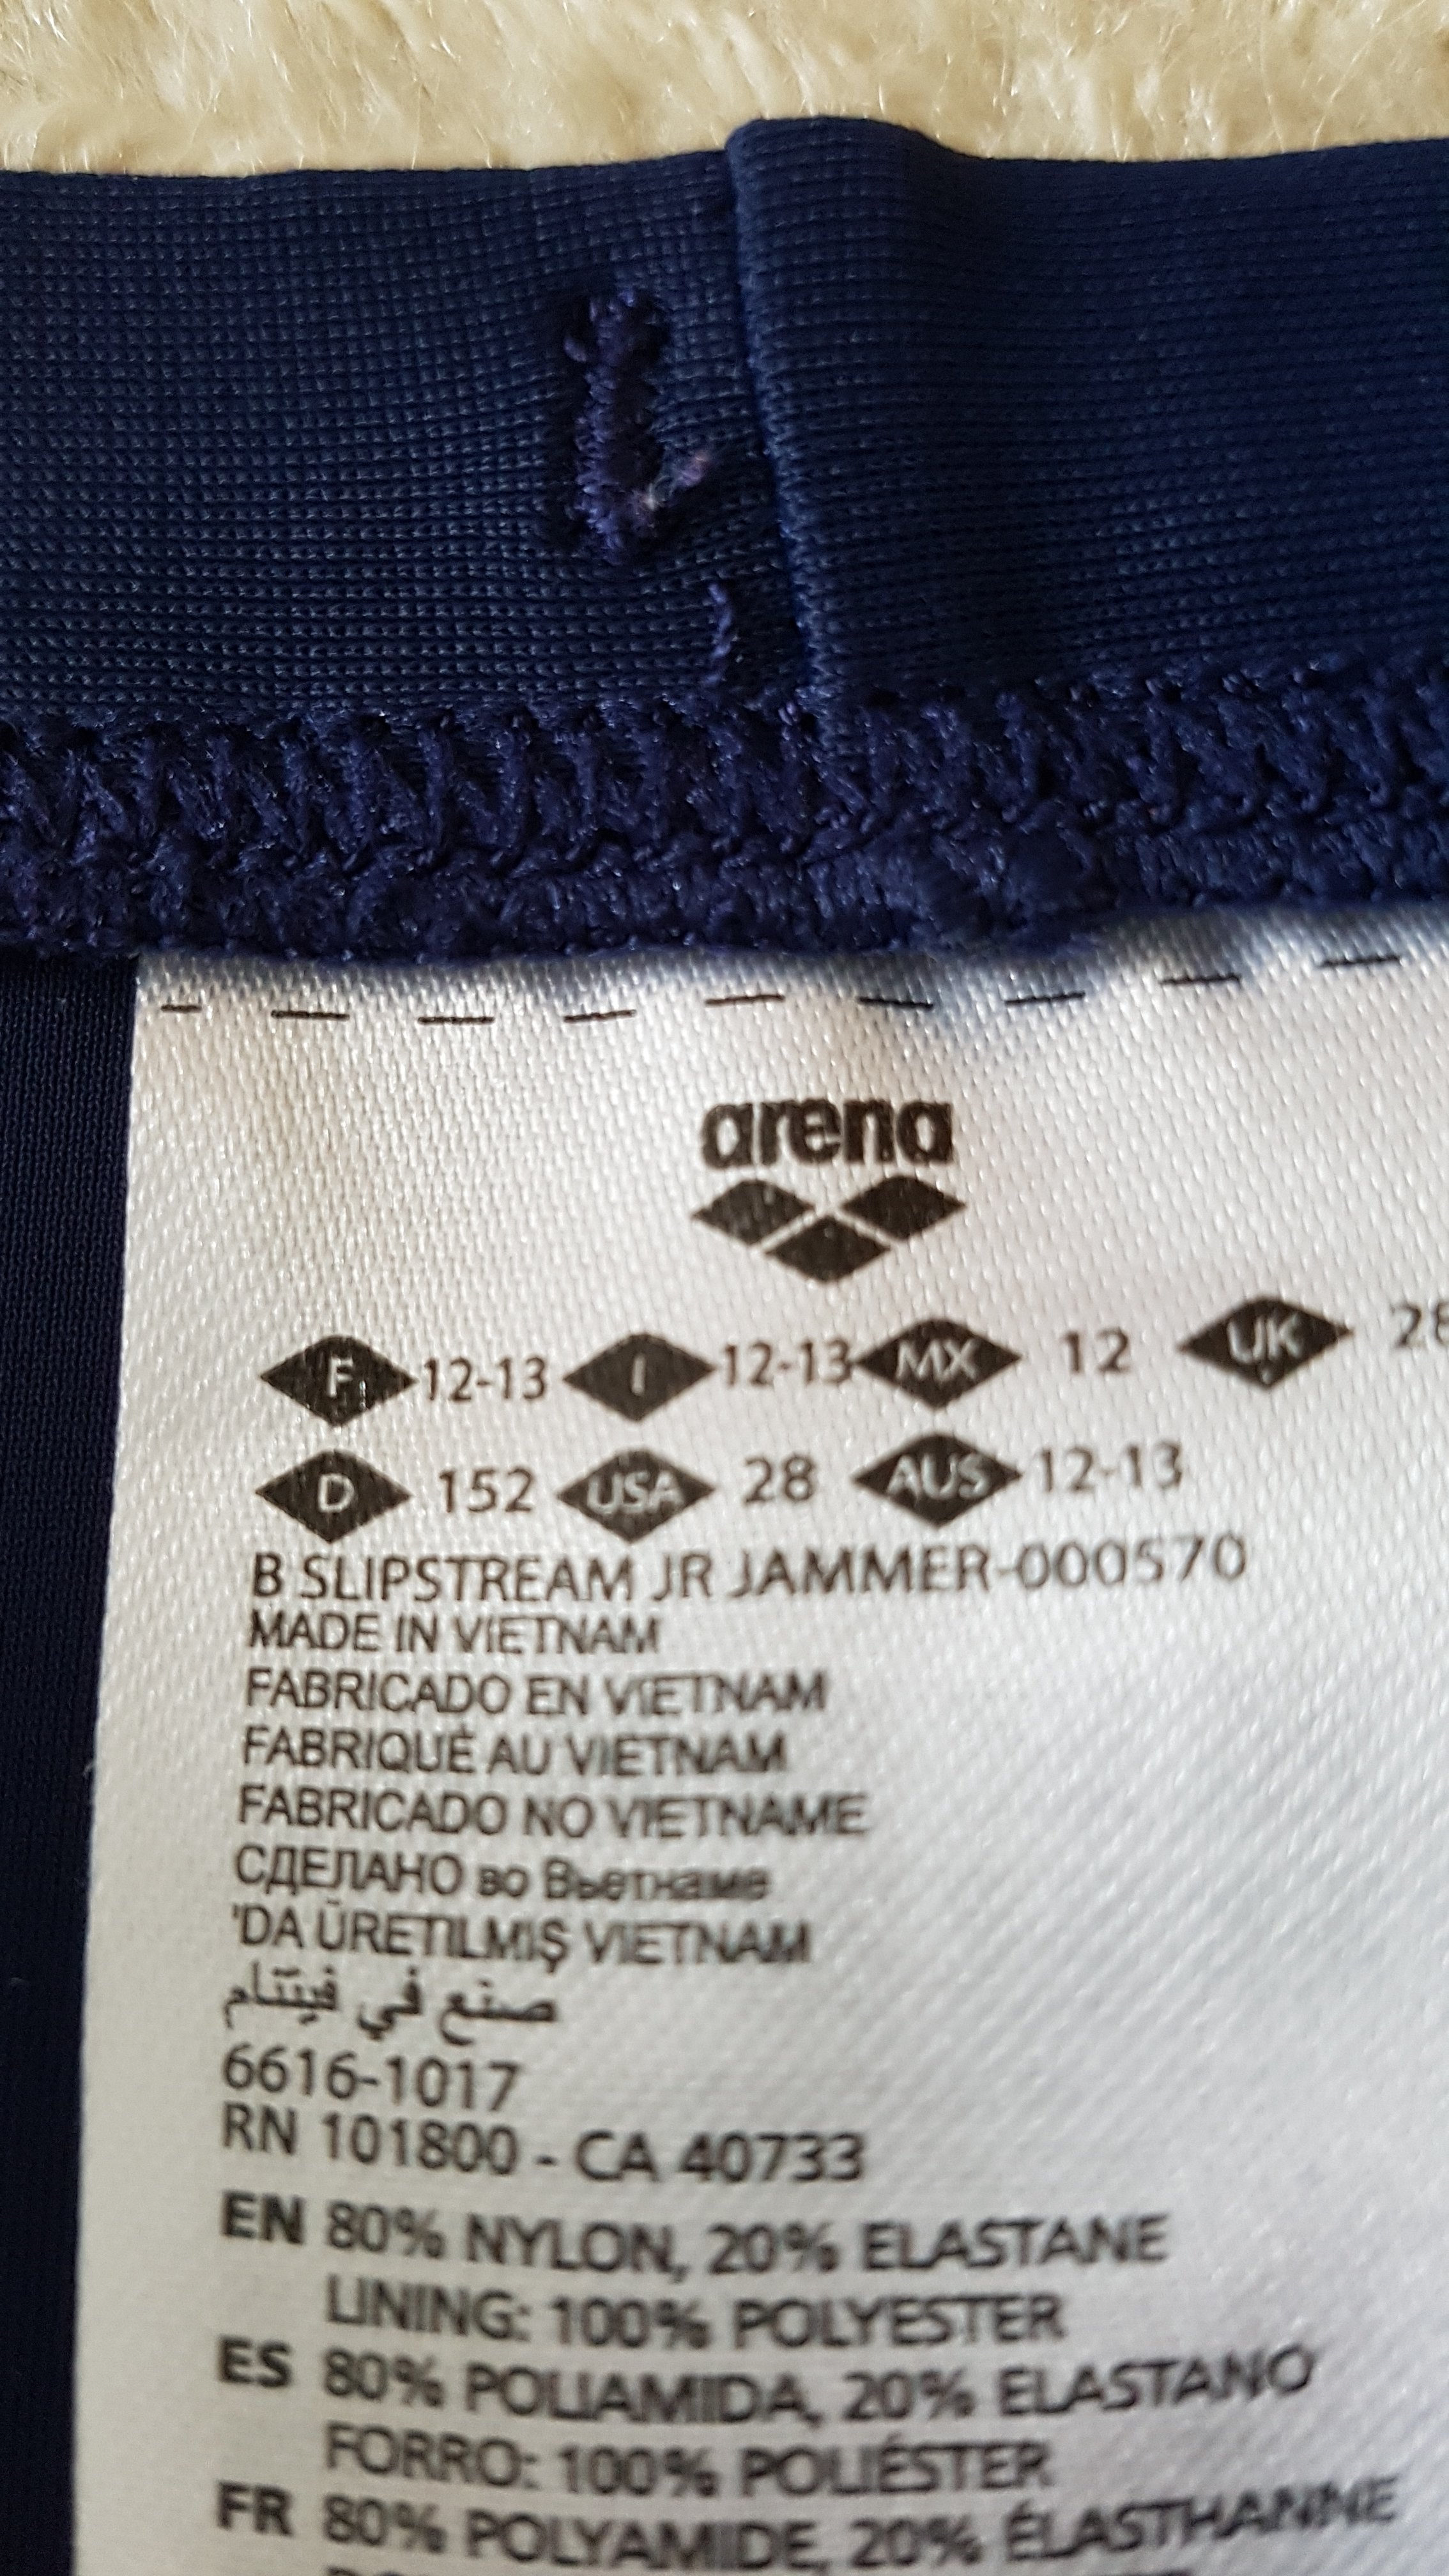 arena
F 12-13 I 12-13 MX 12 UK 28
D 152 USA 28 AUS 12-13
B SLIPSTREAM JR JAMMER-000570
MADE IN VIETNAM
FABRICADO EN VIETNAM
FABRIQUÉ AU VIETNAM
FABRICADO NO VIETNAME
СДЕЛАНО во Вьетнаме
'DA ÜRETILMIŞ VIETNAM
صنع في فيتنام
6616-1017
RN 101800 - CA 40733
EN 80% NYLON, 20% ELASTANE
LINING: 100% POLYESTER
ES 80% POLIAMIDA, 20% ELASTANO
FORRO: 100% POLIÉSTER
FR 80% POLYAMIDE, 20% ÉLASTHANNE